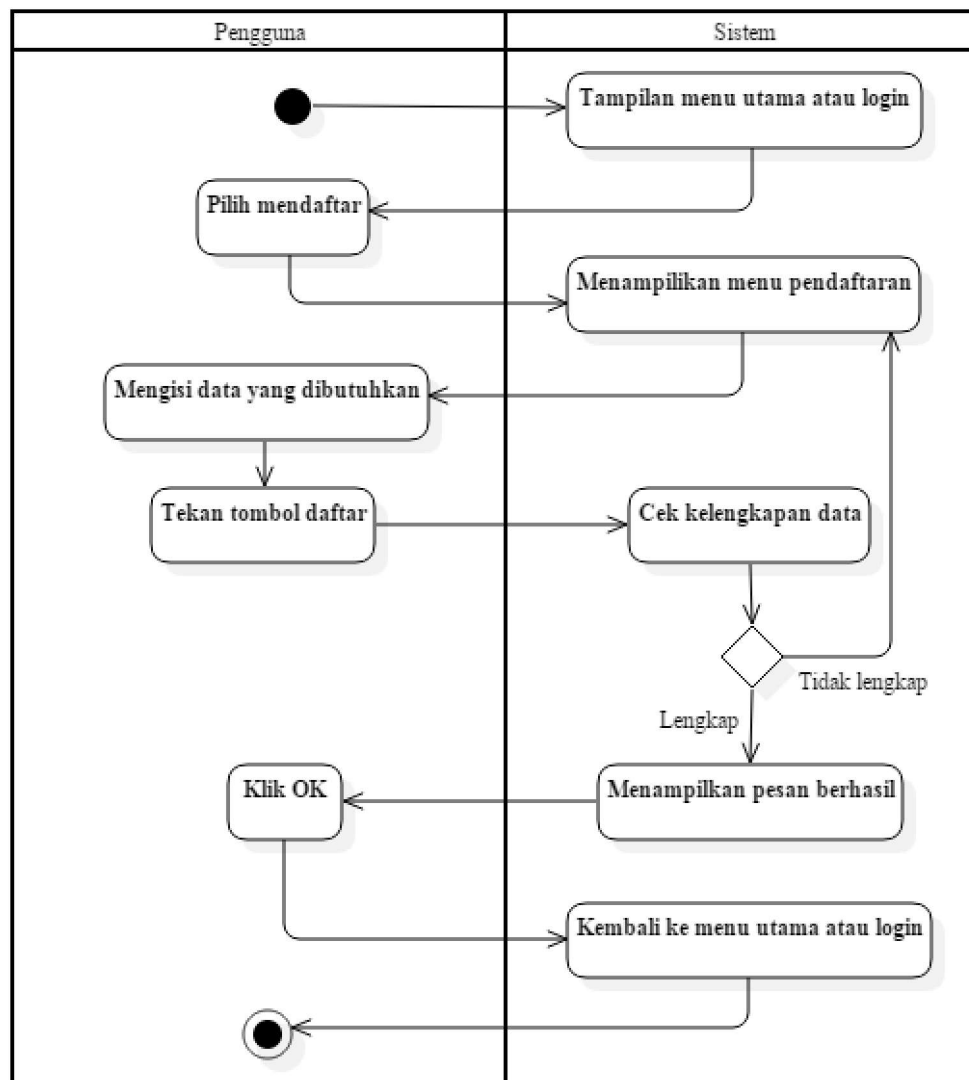 Pengguna
Sistem
Tampilan menu utama atau login
Pilih mendaftar
Menampilikan menu pendaftaran
Mengisi data yang dibutuhkan
Tekan tombol daftar
Cek kelengkapan data
Tidak lengkap
Lengkap
Klik OK
Menampilkan pesan berhasil
Kembali ke menu utama atau login